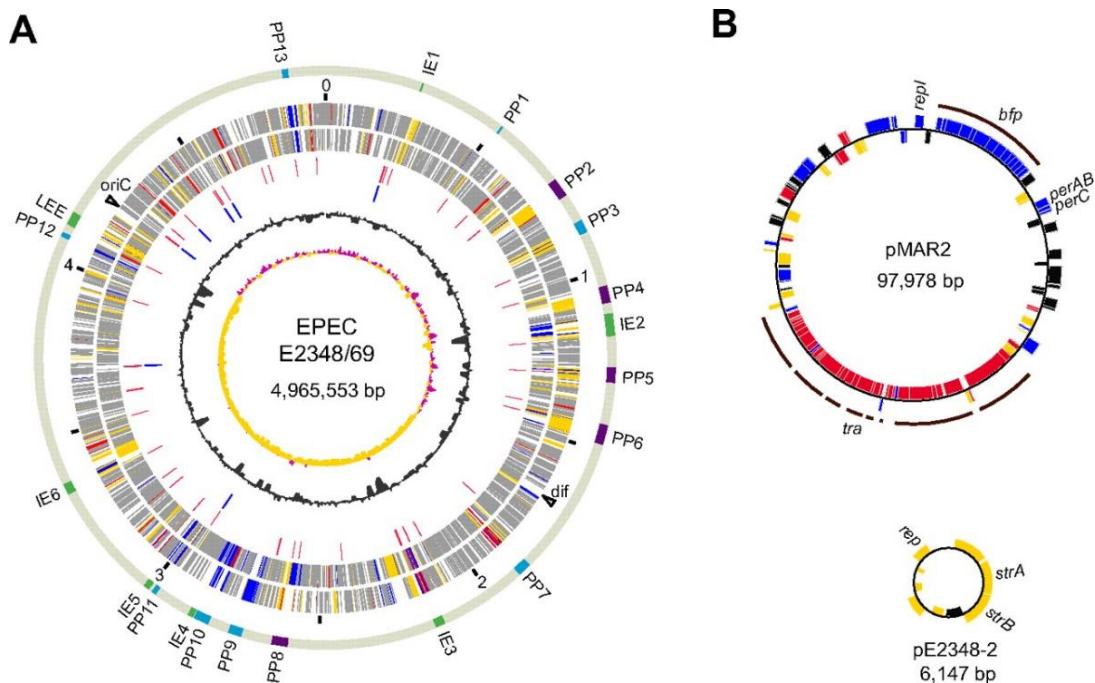 A
PP13
0
IE1
PP1
PP2
PP3
1
PP4
IE2
PP5
PP6
dif
PP7
2
IE3
PP8
PP9
PP10
IE4
PP11
IE5
3
IE6
4
PP12
LEE
oriC
EPEC
E2348/69
4,965,553 bp
B
repI
bfp
perAB
perC
pMAR2
97,978 bp
tra
rep
strA
strB
pE2348-2
6,147 bp